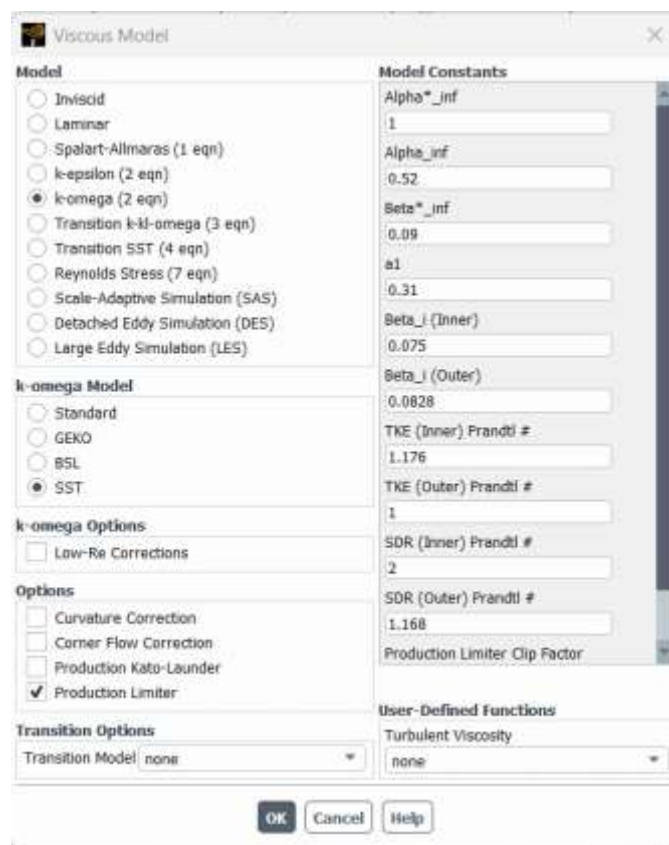 Viscous Model
Model
Inviscid
Laminar
Spalart-Allmaras (1 eqn)
k-epsilon (2 eqn)
k-omega (2 eqn)
Transition k-kl-omega (3 eqn)
Transition SST (4 eqn)
Reynolds Stress (7 eqn)
Scale-Adaptive Simulation (SAS)
Detached Eddy Simulation (DES)
Large Eddy Simulation (LES)
k-omega Model
Standard
GEKO
BSL
SST
k-omega Options
Low-Re Corrections
Options
Curvature Correction
Corner Flow Correction
Production Kato-Launder
Production Limiter
Transition Options
Transition Model none
Model Constants
Alpha*_inf
1
Alpha_inf
0.52
Beta*_inf
0.09
a1
0.31
Beta_i (Inner)
0.075
Beta_i (Outer)
0.0828
TKE (Inner) Prandtl #
1.176
TKE (Outer) Prandtl #
1
SDR (Inner) Prandtl #
2
SDR (Outer) Prandtl #
1.168
Production Limiter Clip Factor
User-Defined Functions
Turbulent Viscosity
none
OK Cancel Help